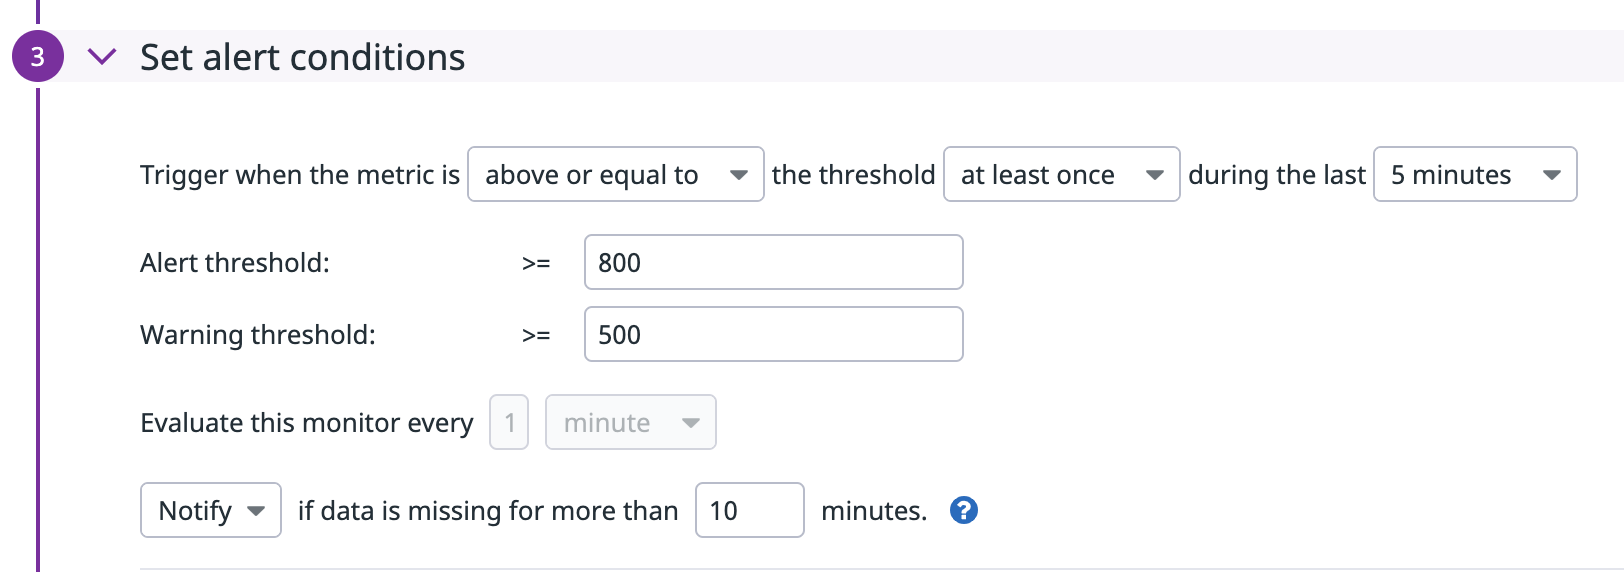 3 Set alert conditions
Trigger when the metric is above or equal to the threshold at least once during the last 5 minutes
Alert threshold: >= 800
Warning threshold: >= 500
Evaluate this monitor every 1 minute
Notify if data is missing for more than 10 minutes. ?